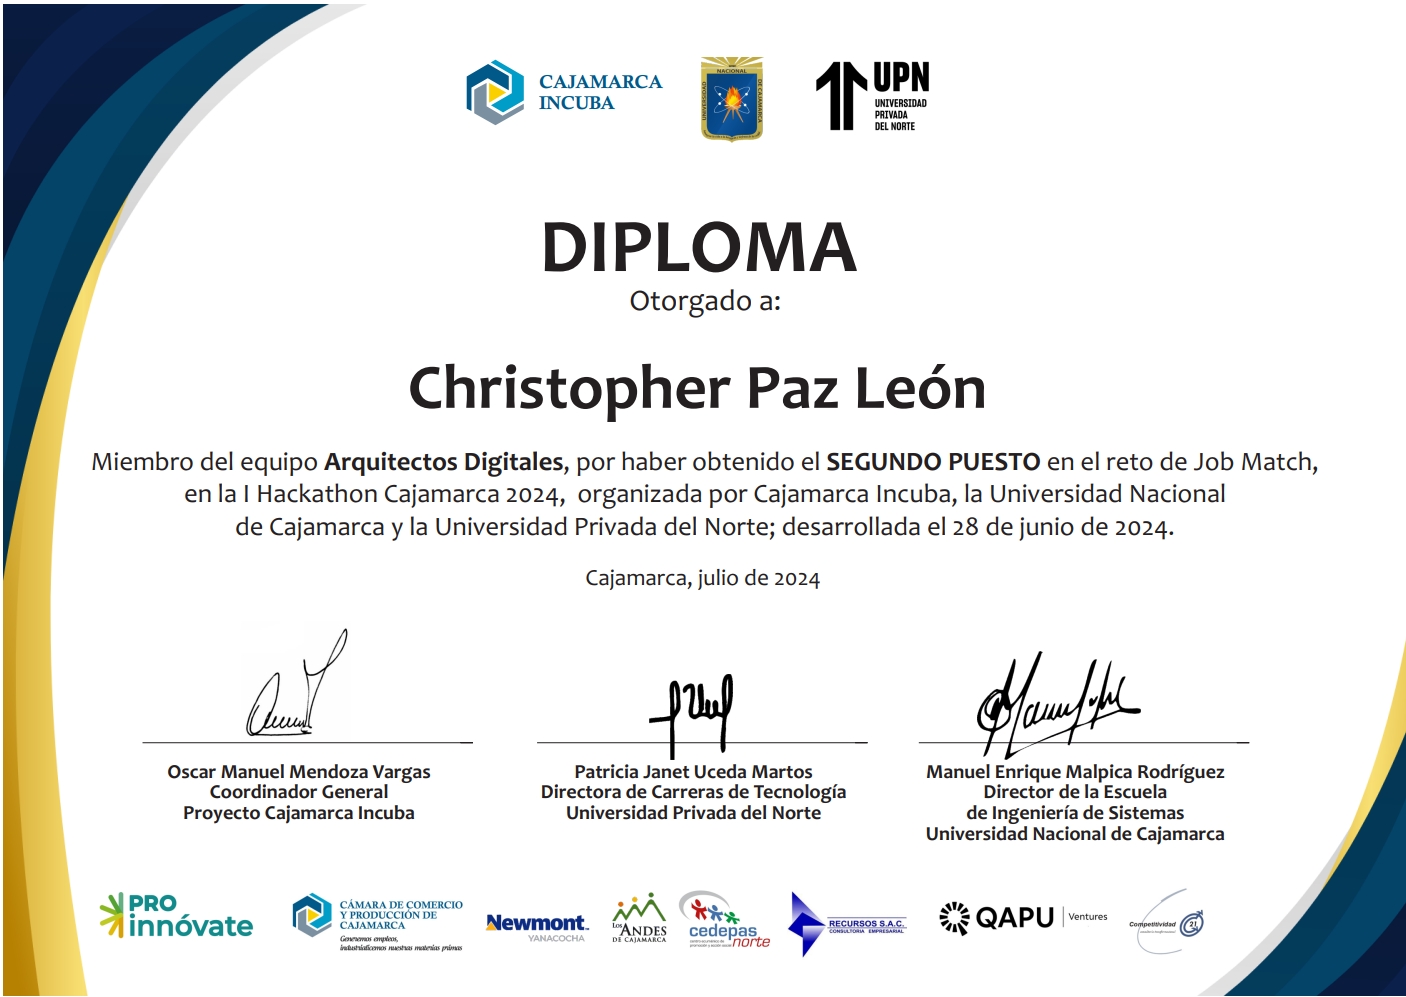 CAJAMARCA
INCUBA
NACIONAL
UNIVERSIDAD
DE CAJAMARCA
UPN
UNIVERSIDAD
PRIVADA
DEL NORTE
DIPLOMA
Otorgado a:
Christopher Paz León
Miembro del equipo Arquitectos Digitales, por haber obtenido el SEGUNDO PUESTO en el reto de Job Match,
en la I Hackathon Cajamarca 2024, organizada por Cajamarca Incuba, la Universidad Nacional
de Cajamarca y la Universidad Privada del Norte; desarrollada el 28 de junio de 2024.
Cajamarca, julio de 2024
Oscar Manuel Mendoza Vargas
Coordinador General
Proyecto Cajamarca Incuba
Patricia Janet Uceda Martos
Directora de Carreras de Tecnología
Universidad Privada del Norte
Manuel Enrique Malpica Rodríguez
Director de la Escuela
de Ingeniería de Sistemas
Universidad Nacional de Cajamarca
PRO
innóvate
CÁMARA DE COMERCIO
Y PRODUCCIÓN DE
CAJAMARCA
Generemos empleos,
industrialicemos nuestras materias primas
Newmont
YANACOCHA
Los ANDES
DE CAJAMARCA
cedepas
norte
RECURSOS S.A.C.
CONSULTORIA EMPRESARIAL
QAPU Ventures
Competitividad 21